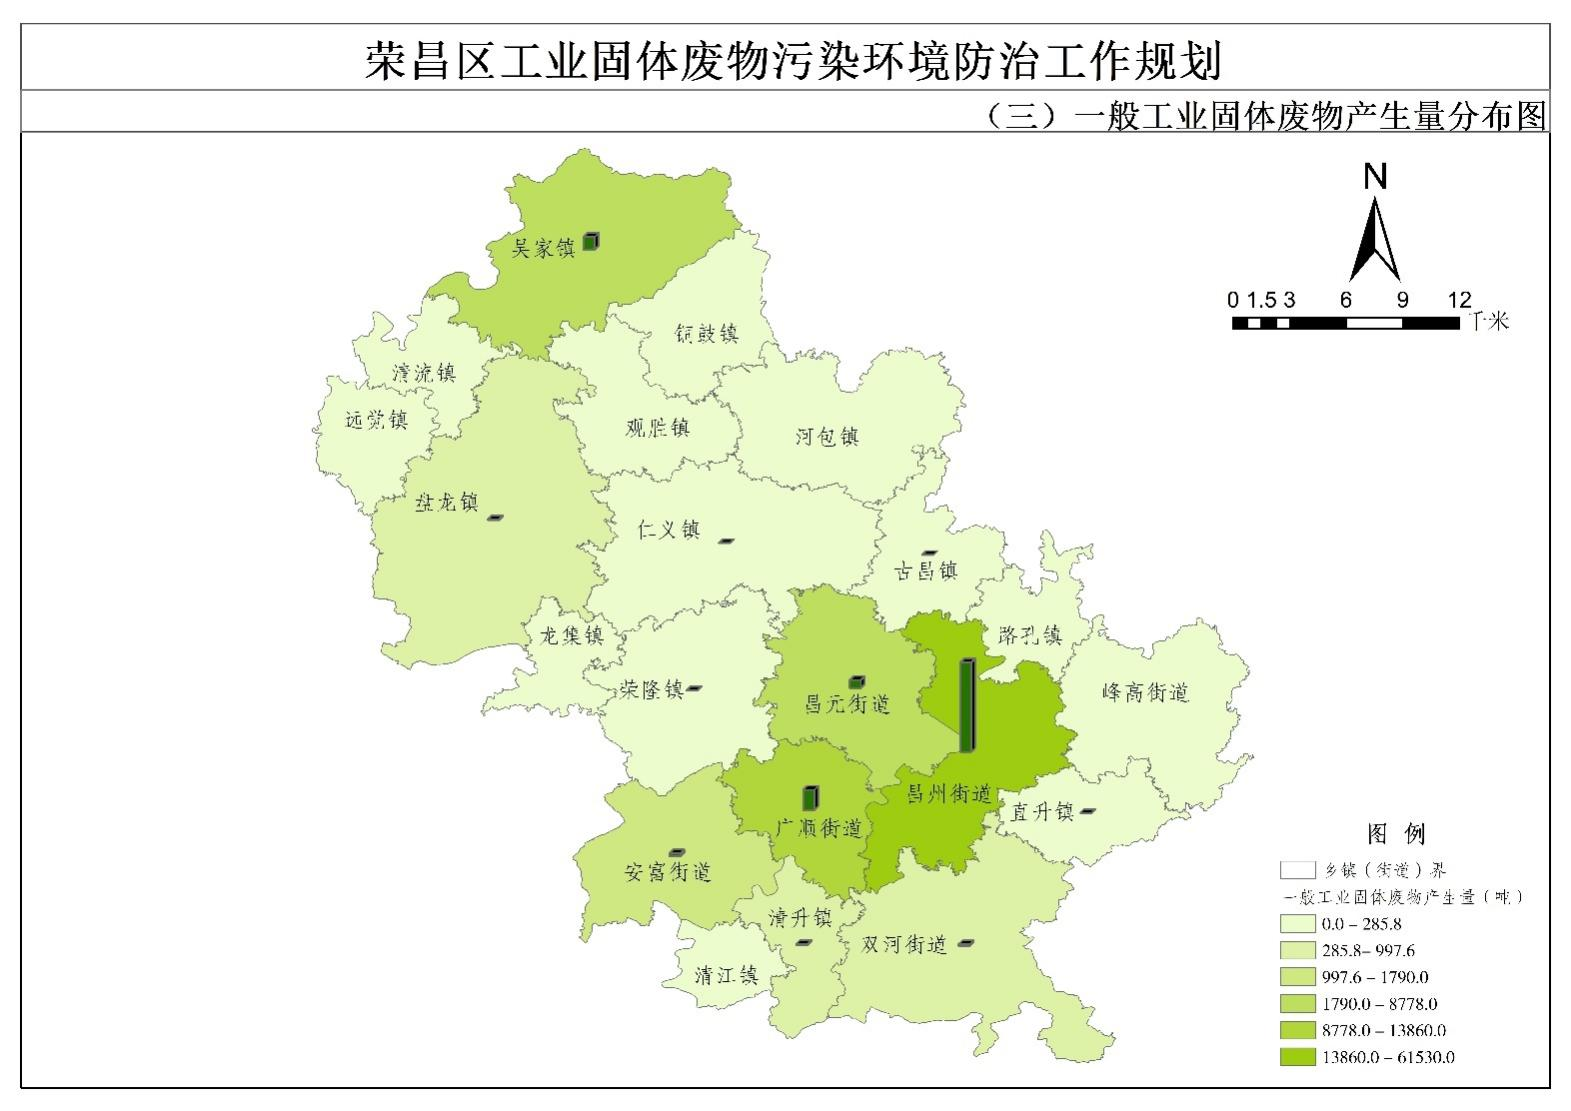 荣昌区工业固体废物污染环境防治工作规划
（三）一般工业固体废物产生量分布图
N
0 1.5 3 6 9 12
千米
吴家镇
铜鼓镇
清流镇
远觉镇
观胜镇
河包镇
盘龙镇
仁义镇
古昌镇
龙集镇
路孔镇
荣隆镇
昌元街道
峰高街道
昌州街道
直升镇
广顺街道
安富街道
清升镇
双河街道
清江镇
图 例
乡镇（街道）界
一般工业固体废物产生量（吨）
0.0 – 285.8
285.8– 997.6
997.6 – 1790.0
1790.0 – 8778.0
8778.0 – 13860.0
13860.0 – 61530.0